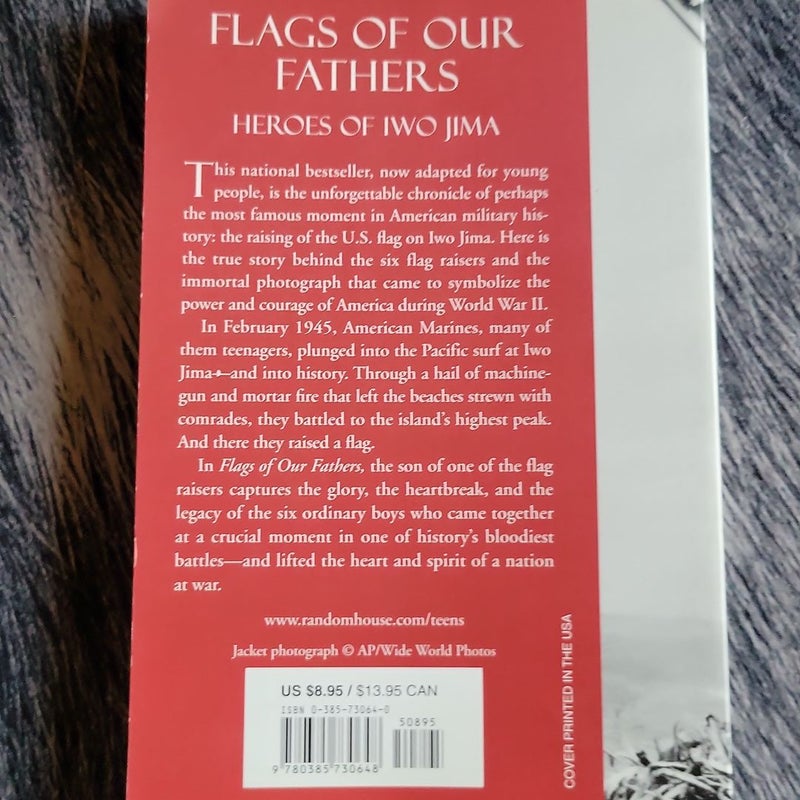 FLAGS OF OUR
FATHERS
HEROES OF IWO JIMA
This national bestseller, now adapted for young
people, is the unforgettable chronicle of perhaps
the most famous moment in American military his-
tory: the raising of the U.S. flag on Iwo Jima. Here is
the true story behind the six flag raisers and the
immortal photograph that came to symbolize the
power and courage of America during World War II.
In February 1945, American Marines, many of
them teenagers, plunged into the Pacific surf at Iwo
Jima—and into history. Through a hail of machine-
gun and mortar fire that left the beaches strewn with
comrades, they battled to the island's highest peak.
And there they raised a flag.
In Flags of Our Fathers, the son of one of the flag
raisers captures the glory, the heartbreak, and the
legacy of the six ordinary boys who came together
at a crucial moment in one of history's bloodiest
battles—and lifted the heart and spirit of a nation
at war.
www.randomhouse.com/teens
Jacket photograph © AP/Wide World Photos
US $8.95 / $13.95 CAN
ISBN 0-385-73064-0
50895
9 780385 730648
COVER PRINTED IN THE USA